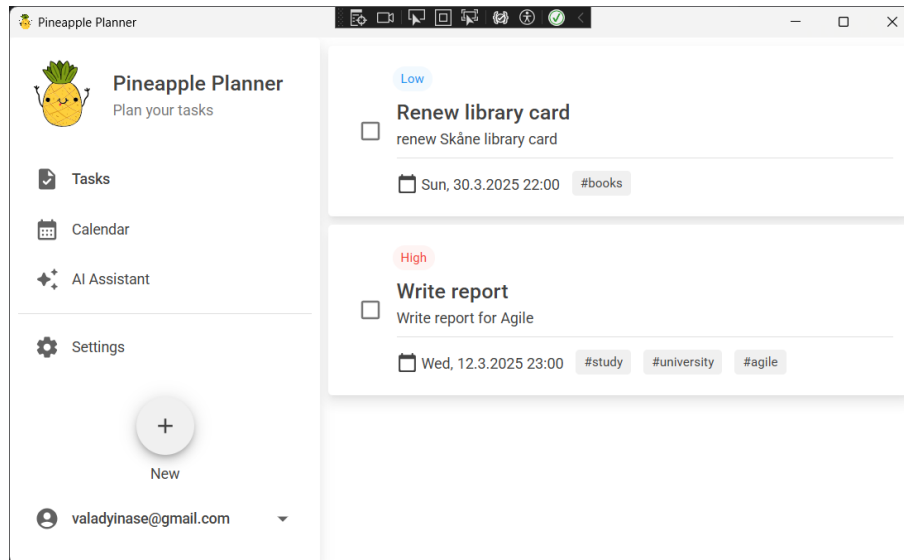 Pineapple Planner
Pineapple Planner
Plan your tasks
Tasks
Calendar
AI Assistant
Settings
New
valadyinase@gmail.com
Low
Renew library card
renew Skåne library card
Sun, 30.3.2025 22:00 #books
High
Write report
Write report for Agile
Wed, 12.3.2025 23:00 #study #university #agile